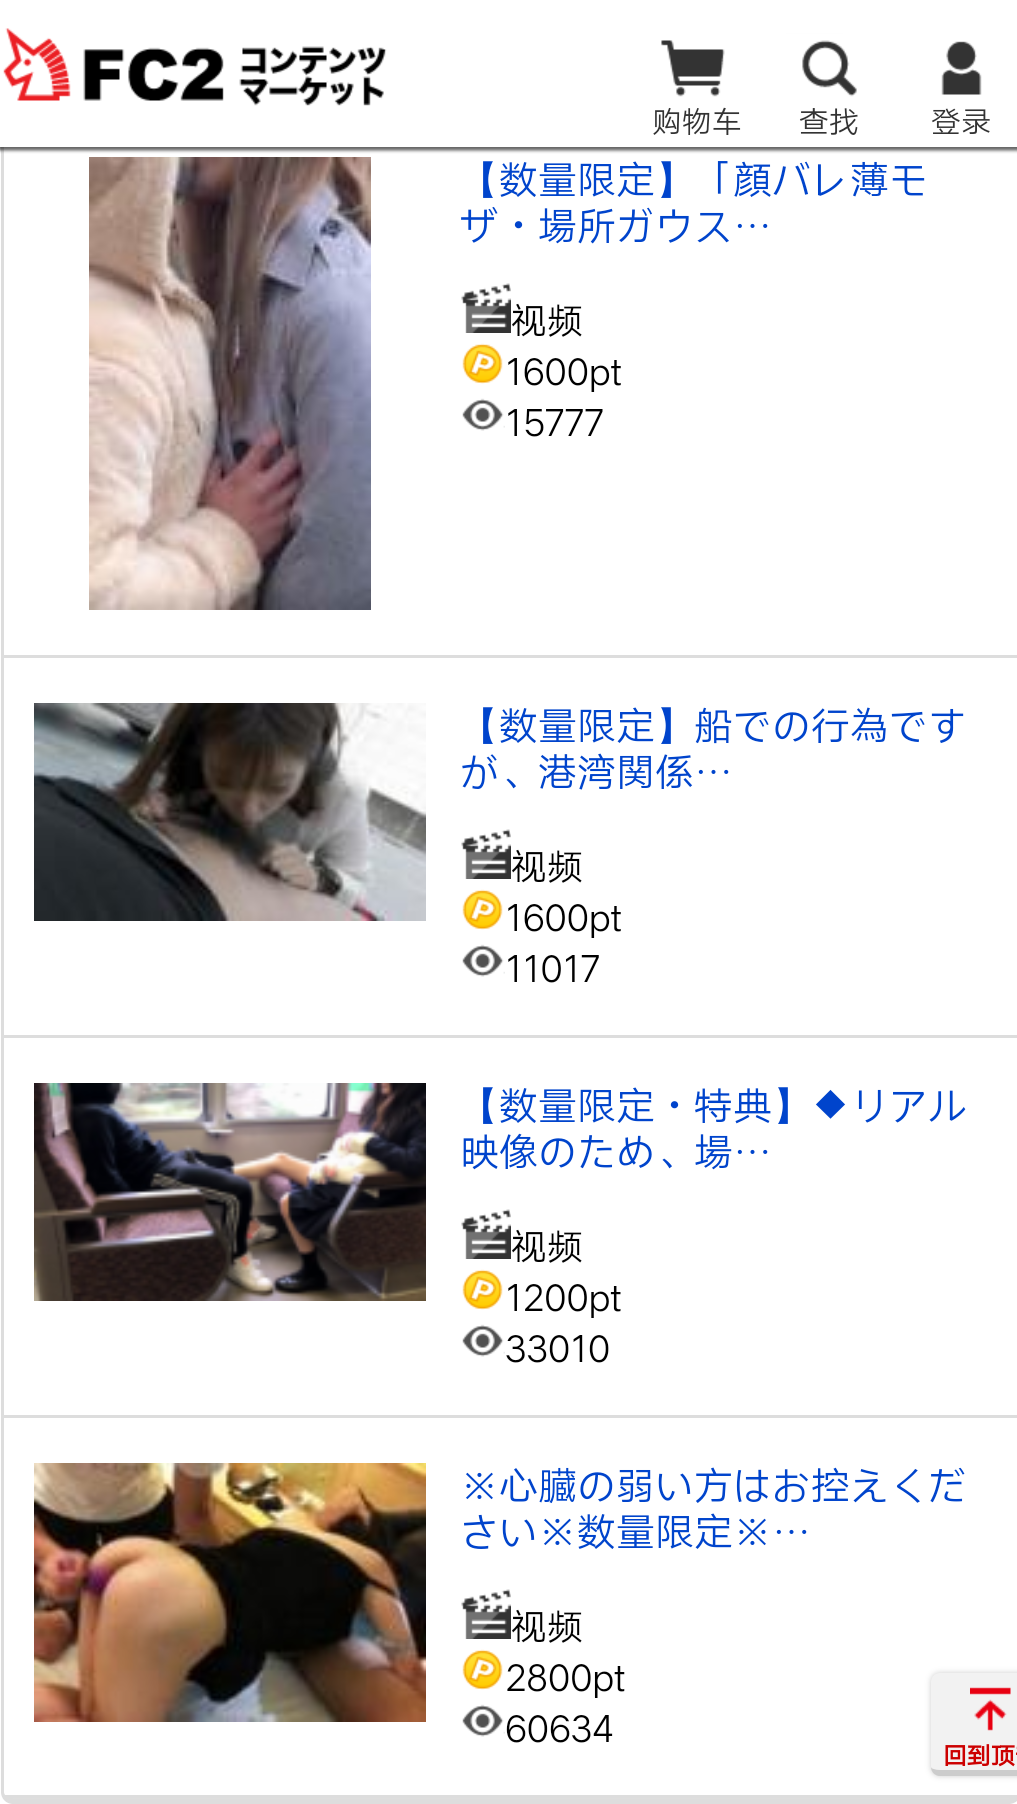 FC2 コンテンツ
マーケット
购物车
查找
登录
【数量限定】「顔バレ薄モ
ザ・場所ガウス…
视频
1600pt
15777
【数量限定】船での行為です
が、港湾関係…
视频
1600pt
11017
【数量限定・特典】◆リアル
映像のため、場…
视频
1200pt
33010
※心臓の弱い方はお控えくだ
さい※数量限定※…
视频
2800pt
60634
回到顶